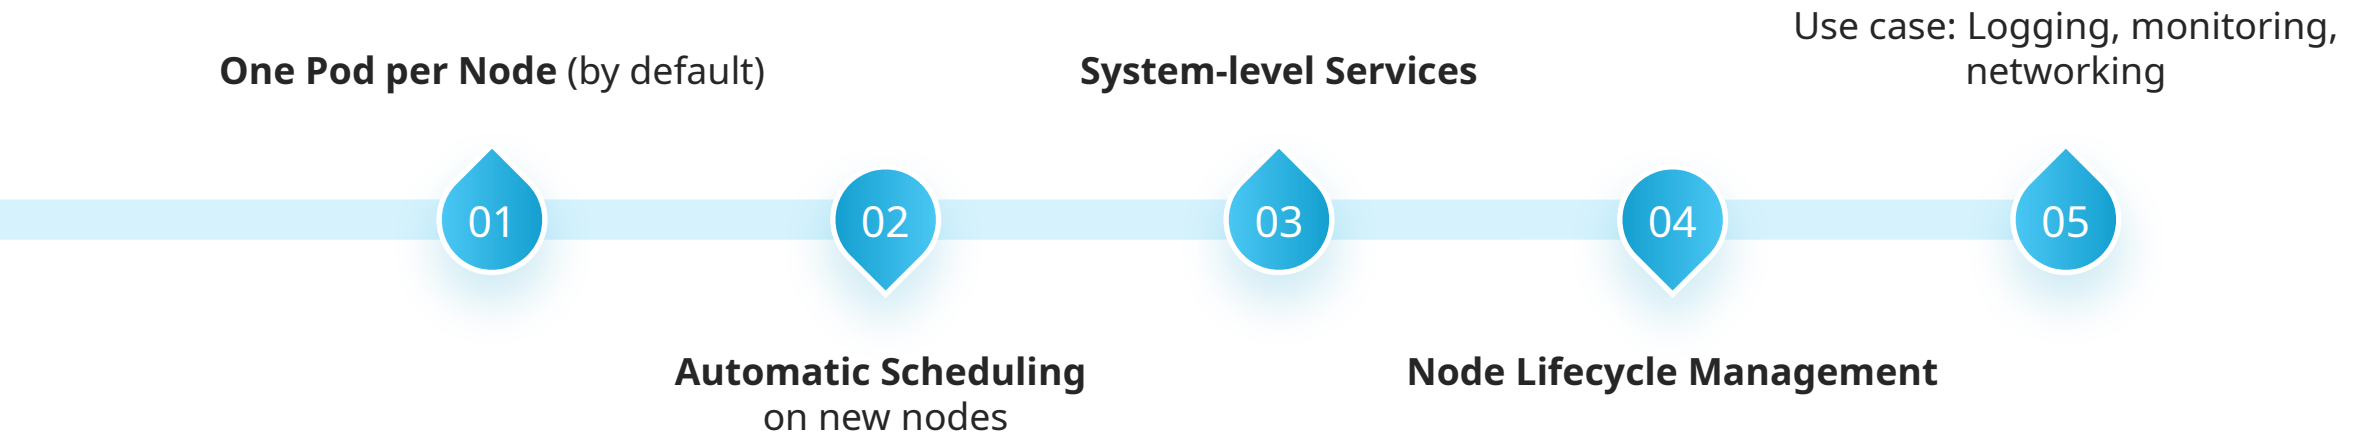 One Pod per Node (by default)
01
Automatic Scheduling
on new nodes
02
System-level Services
03
Node Lifecycle Management
04
Use case: Logging, monitoring,
networking
05